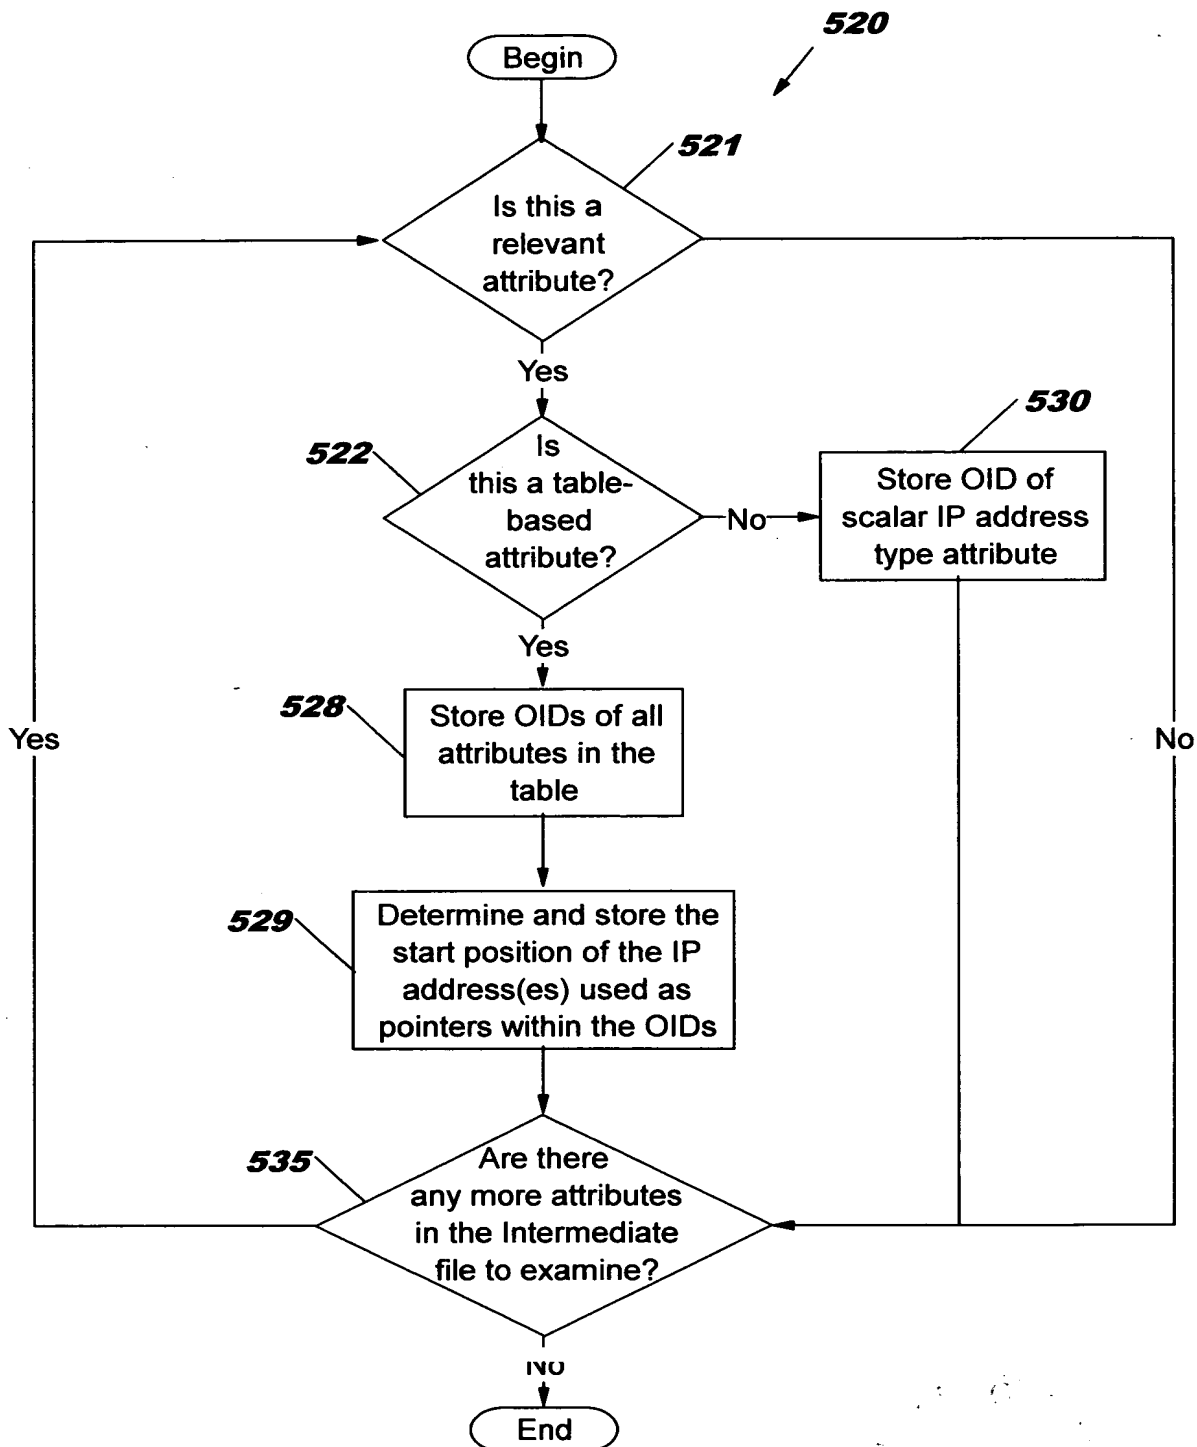 520
Begin
521
Is this a
relevant
attribute?
Yes
530
522
Is
this a table-
based
attribute?
No
Store OID of
scalar IP address
type attribute
Yes
528
Store OIDs of all
attributes in the
table
Yes
No
529
Determine and store the
start position of the IP
address(es) used as
pointers within the OIDs
535
Are there
any more attributes
in the Intermediate
file to examine?
No
End